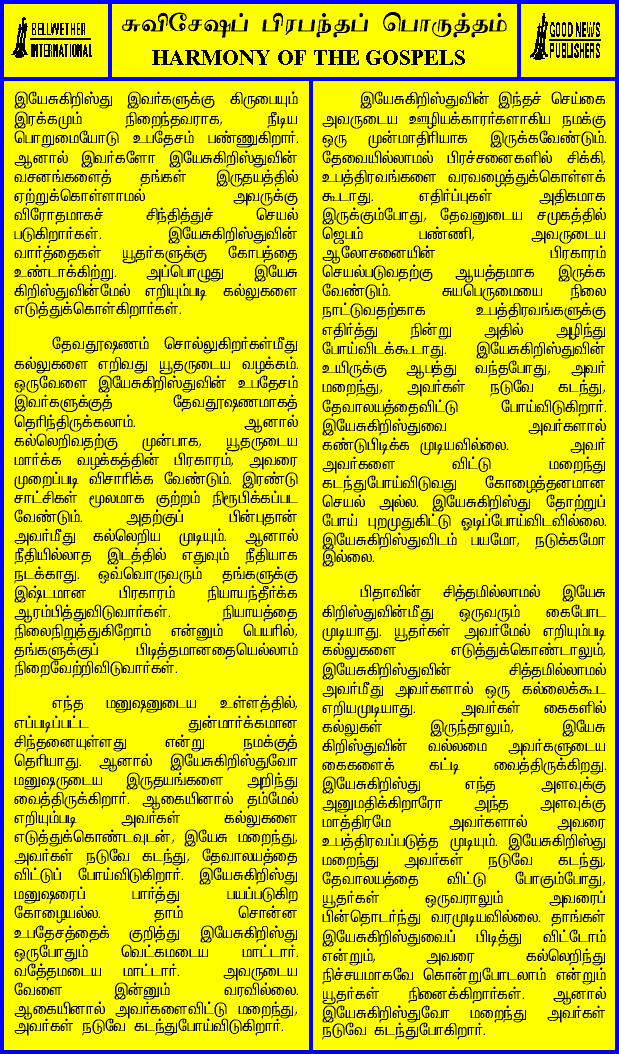 BELLWETHER
INTERNATIONAL
சுவிசேஷப் பிரபந்தப் பொருத்தம்
HARMONY OF THE GOSPELS
GOOD NEWS
PUBLISHERS
இயேசுகிறிஸ்து இவர்களுக்கு கிருபையும்
இரக்கமும் நிறைந்தவராக, நீடிய
பொறுமையோடு உபதேசம் பண்ணுகிறார்.
ஆனால் இவர்களோ இயேசுகிறிஸ்துவின்
வசனங்களைத் தங்கள் இருதயத்தில்
ஏற்றுக்கொள்ளாமல் அவருக்கு
விரோதமாகச் சிந்தித்துச் செயல்
படுகிறார்கள். இயேசுகிறிஸ்துவின்
வார்த்தைகள் யூதர்களுக்கு கோபத்தை
உண்டாக்கிற்று. அப்பொழுது இயேசு
கிறிஸ்துவின்மேல் எறியும்படி கல்லுகளை
எடுத்துக்கொள்கிறார்கள்.
தேவதூஷணம் சொல்லுகிறர்கள்மீது
கல்லுகளை எறிவது யூதருடைய வழக்கம்.
ஒருவேளை இயேசுகிறிஸ்துவின் உபதேசம்
இவர்களுக்குத் தேவதூஷணமாகத்
தெரிந்திருக்கலாம். ஆனால்
கல்லெறிவதற்கு முன்பாக, யூதருடைய
மார்க்க வழக்கத்தின் பிரகாரம், அவரை
முறைப்படி விசாரிக்க வேண்டும். இரண்டு
சாட்சிகள் மூலமாக குற்றம் நிரூபிக்கப்பட
வேண்டும். அதற்குப் பின்புதான்
அவர்மீது கல்லெறிய முடியும். ஆனால்
நீதியில்லாத இடத்தில் எதுவும் நீதியாக
நடக்காது. ஒவ்வொருவரும் தங்களுக்கு
இஷ்டமான பிரகாரம் நியாயந்தீர்க்க
ஆரம்பித்துவிடுவார்கள். நியாயத்தை
நிலைநிறுத்துகிறோம் என்னும் பெயரில்,
தங்களுக்குப் பிடித்தமானதையெல்லாம்
நிறைவேற்றிவிடுவார்கள்.
எந்த மனுஷனுடைய உள்ளத்தில்,
எப்படிப்பட்ட துன்மார்க்கமான
சிந்தனையுள்ளது என்று நமக்குத்
தெரியாது. ஆனால் இயேசுகிறிஸ்துவோ
மனுஷருடைய இருதயங்களை அறிந்து
வைத்திருக்கிறார். ஆகையினால் தம்மேல்
எறியும்படி அவர்கள் கல்லுகளை
எடுத்துக்கொண்டவுடன், இயேசு மறைந்து,
அவர்கள் நடுவே கடந்து, தேவாலயத்தை
விட்டுப் போய்விடுகிறார். இயேசுகிறிஸ்து
மனுஷரைப் பார்த்து பயப்படுகிற
கோழையல்ல. தாம் சொன்ன
உபதேசத்தைக் குறித்து இயேசுகிறிஸ்து
ஒருபோதும் வெட்கமடைய மாட்டார்.
வத்தேமடைய மாட்டார். அவருடைய
வேளை இன்னும் வரவில்லை.
ஆகையினால் அவர்களைவிட்டு மறைந்து,
அவர்கள் நடுவே கடந்துபோய்விடுகிறார்.
இயேசுகிறிஸ்துவின் இந்தச் செய்கை
அவருடைய ஊழியக்காரர்களாகிய நமக்கு
ஒரு முன்மாதிரியாக இருக்கவேண்டும்.
தேவையில்லாமல் பிரச்சனைகளில் சிக்கி,
உபத்திரவங்களை வரவழைத்துக்கொள்ளக்
கூடாது. எதிர்ப்புகள் அதிகமாக
இருக்கும்போது, தேவனுடைய சமுகத்தில்
ஜெபம் பண்ணி, அவருடைய
ஆலோசனையின் பிரகாரம்
செயல்படுவதற்கு ஆயத்தமாக இருக்க
வேண்டும். சுயபெருமையை நிலை
நாட்டுவதற்காக உபத்திரவங்களுக்கு
எதிர்த்து நின்று அதில் அழிந்து
போய்விடக்கூடாது. இயேசுகிறிஸ்துவின்
உயிருக்கு ஆபத்து வந்தபோது, அவர்
மறைந்து, அவர்கள் நடுவே கடந்து,
தேவாலயத்தைவிட்டு போய்விடுகிறார்.
இயேசுகிறிஸ்துவை அவர்களால்
கண்டுபிடிக்க முடியவில்லை. அவர்
அவர்களை விட்டு மறைந்து
கடந்துபோய்விடுவது கோழைத்தனமான
செயல் அல்ல. இயேசுகிறிஸ்து தோற்றுப்
போய் புறமுதுகிட்டு ஓடிப்போய்விடவில்லை.
இயேசுகிறிஸ்துவிடம் பயமோ, நடுக்கமோ
இல்லை.
பிதாவின் சித்தமில்லாமல் இயேசு
கிறிஸ்துவின்மீது ஒருவரும் கைபோட
முடியாது. யூதர்கள் அவர்மேல் எறியும்படி
கல்லுகளை எடுத்துக்கொண்டாலும்,
இயேசுகிறிஸ்துவின் சித்தமில்லாமல்
அவர்மீது அவர்களால் ஒரு கல்லைக்கூட
எறியமுடியாது. அவர்கள் கைகளில்
கல்லுகள் இருந்தாலும், இயேசு
கிறிஸ்துவின் வல்லமை அவர்களுடைய
கைகளைக் கட்டி வைத்திருக்கிறது.
இயேசுகிறிஸ்து எந்த அளவுக்கு
அனுமதிக்கிறாரோ அந்த அளவுக்கு
மாத்திரமே அவர்களால் அவரை
உபத்திரவப்படுத்த முடியும். இயேசுகிறிஸ்து
மறைந்து அவர்கள் நடுவே கடந்து,
தேவாலயத்தை விட்டு போகும்போது,
யூதர்கள் ஒருவராலும் அவரைப்
பின்தொடர்ந்து வரமுடியவில்லை. தாங்கள்
இயேசுகிறிஸ்துவைப் பிடித்து விட்டோம்
என்றும், அவரை கல்லெறிந்து
நிச்சயமாகவே கொன்றுபோடலாம் என்றும்
யூதர்கள் நினைக்கிறார்கள். ஆனால்
இயேசுகிறிஸ்துவோ மறைந்து அவர்கள்
நடுவே கடந்துபோகிறார்.